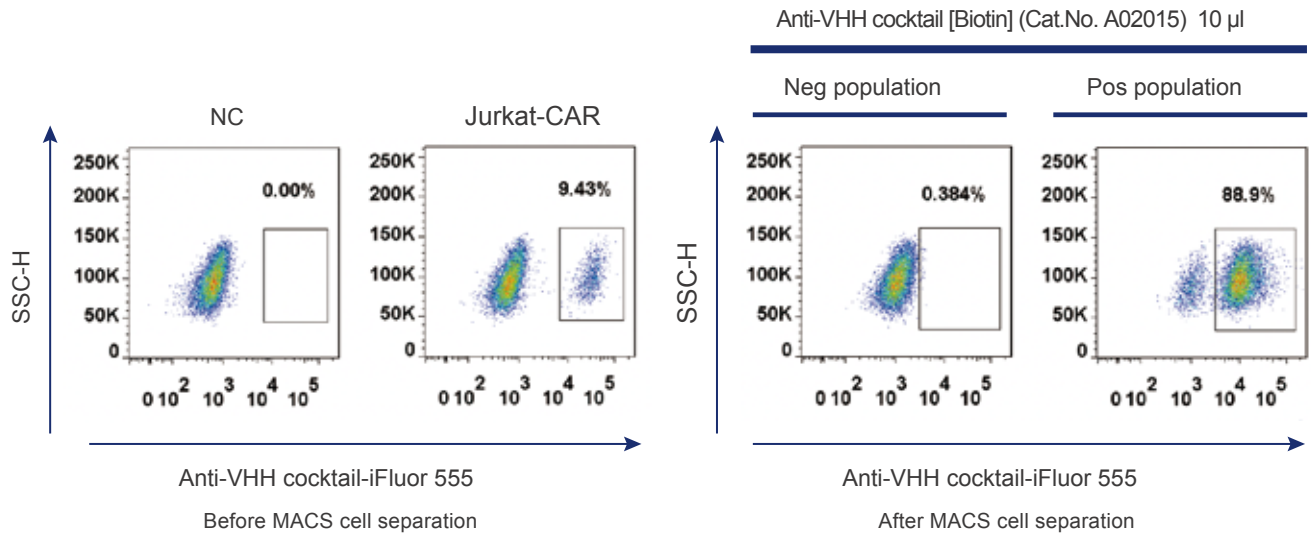 Anti-VHH cocktail [Biotin] (Cat.No. A02015) 10 µl
Neg population
Pos population
NC
Jurkat-CAR
SSC-H
250K
200K
150K
100K
50K
0
0.00%
0 10² 10³ 10⁴ 10⁵
250K
200K
150K
100K
50K
0
9.43%
0 10² 10³ 10⁴ 10⁵
Anti-VHH cocktail-iFluor 555
Before MACS cell separation
SSC-H
250K
200K
150K
100K
50K
0
0.384%
0 10² 10³ 10⁴ 10⁵
250K
200K
150K
100K
50K
0
88.9%
0 10² 10³ 10⁴ 10⁵
Anti-VHH cocktail-iFluor 555
After MACS cell separation